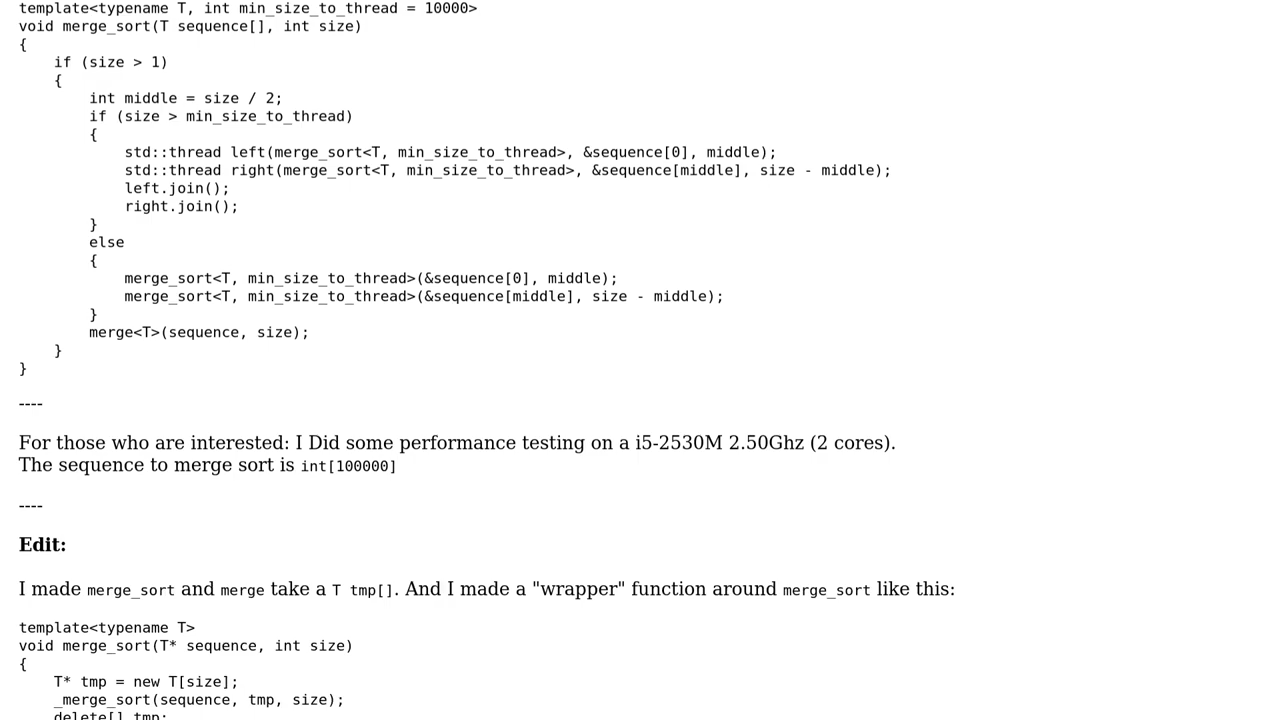 template<typename T, int min_size_to_thread = 10000>
void merge_sort(T sequence[], int size)
{
    if (size > 1)
    {
        int middle = size / 2;
        if (size > min_size_to_thread)
        {
            std::thread left(merge_sort<T, min_size_to_thread>, &sequence[0], middle);
            std::thread right(merge_sort<T, min_size_to_thread>, &sequence[middle], size - middle);
            left.join();
            right.join();
        }
        else
        {
            merge_sort<T, min_size_to_thread>(&sequence[0], middle);
            merge_sort<T, min_size_to_thread>(&sequence[middle], size - middle);
        }
        merge<T>(sequence, size);
    }
}
----
For those who are interested: I Did some performance testing on a i5-2530M 2.50Ghz (2 cores).
The sequence to merge sort is int[100000]
----
Edit:
I made merge_sort and merge take a T tmp[]. And I made a "wrapper" function around merge_sort like this:
template<typename T>
void merge_sort(T* sequence, int size)
{
    T* tmp = new T[size];
    _merge_sort(sequence, tmp, size);
    delete[] tmp;